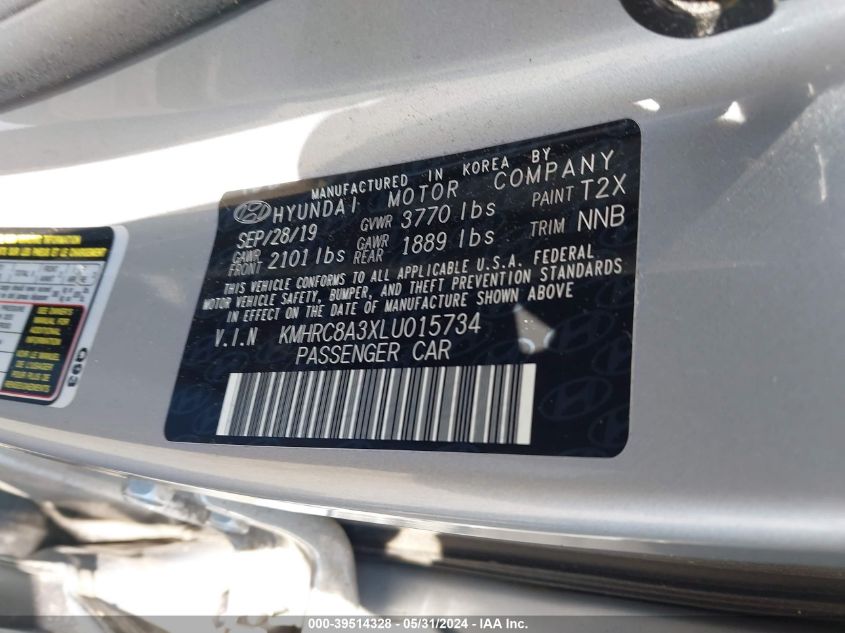 MANUFACTURED IN KOREA BY
HYUNDAI MOTOR COMPANY
SEP/28/19 GVWR 3770 lbs PAINT T2X
GAWR FRONT 2101 lbs GAWR REAR 1889 lbs TRIM NNB
THIS VEHICLE CONFORMS TO ALL APPLICABLE U.S.A. FEDERAL
MOTOR VEHICLE SAFETY, BUMPER, AND THEFT PREVENTION STANDARDS
IN EFFECT ON THE DATE OF MANUFACTURE SHOWN ABOVE
V.I.N KMHRC8A3XLU015734
PASSENGER CAR
000-39514328 - 05/31/2024 - IAA Inc.